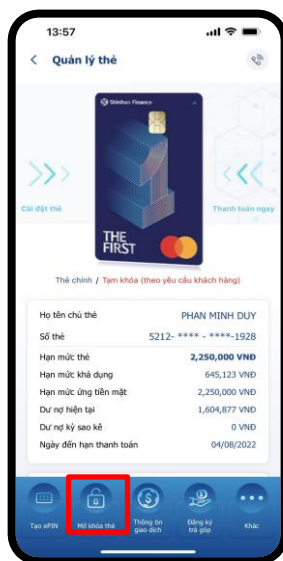 13:57
Quản lý thẻ
Shinhan Finance
Cài đặt thẻ
Thanh toán ngay
THE
FIRST
Thẻ chính / Tạm khóa (theo yêu cầu khách hàng)
Họ tên chủ thẻ PHAN MINH DUY
Số thẻ 5212- **** - ****-1928
Hạn mức thẻ 2,250,000 VNĐ
Hạn mức khả dụng 645,123 VNĐ
Hạn mức ứng tiền mặt 2,250,000 VNĐ
Dư nợ hiện tại 1,604,877 VNĐ
Dư nợ kỳ sao kê 0 VNĐ
Ngày đến hạn thanh toán 04/08/2022
Tạo ePIN
Mở khóa thẻ
Thông tin
giao dịch
Đăng ký
trả góp
Khác